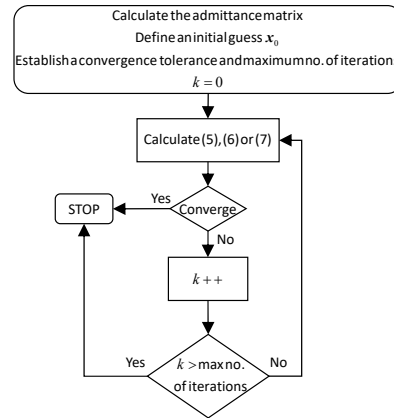 Calculate the admittance matrix
Define an initial guess x₀
Establish a convergence tolerance and maximum no. of iterations
k = 0
Calculate (5), (6) or (7)
Yes
STOP
Converge
No
k ++
Yes
k > max no.
of iterations
No